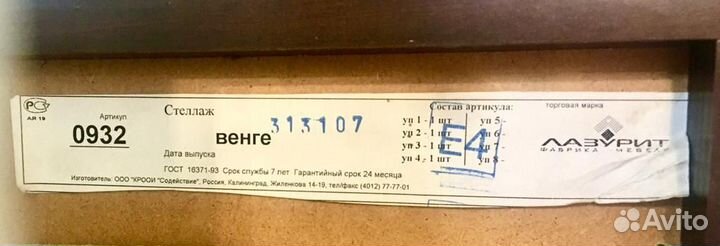 РСТ
АЯ 19
Артикул
0932
Стеллаж
венге
313107
Дата выпуска
ГОСТ 16371-93 Срок службы 7 лет Гарантийный срок 24 месяца
Изготовитель: ООО "КРООИ "Содействие", Россия, Калининград, Жиленкова 14-19, тел/факс (4012) 77-77-01
Состав артикула:
уп 1 - 1 шт уп 5 -
уп 2 - 1 шт уп 6 -
уп 3 - 1 шт уп 7 -
уп 4 - 1 шт уп 8 -
E4
торговая марка
ЛАЗУРИТ
ФАБРИКА МЕБЕЛИ
Avito